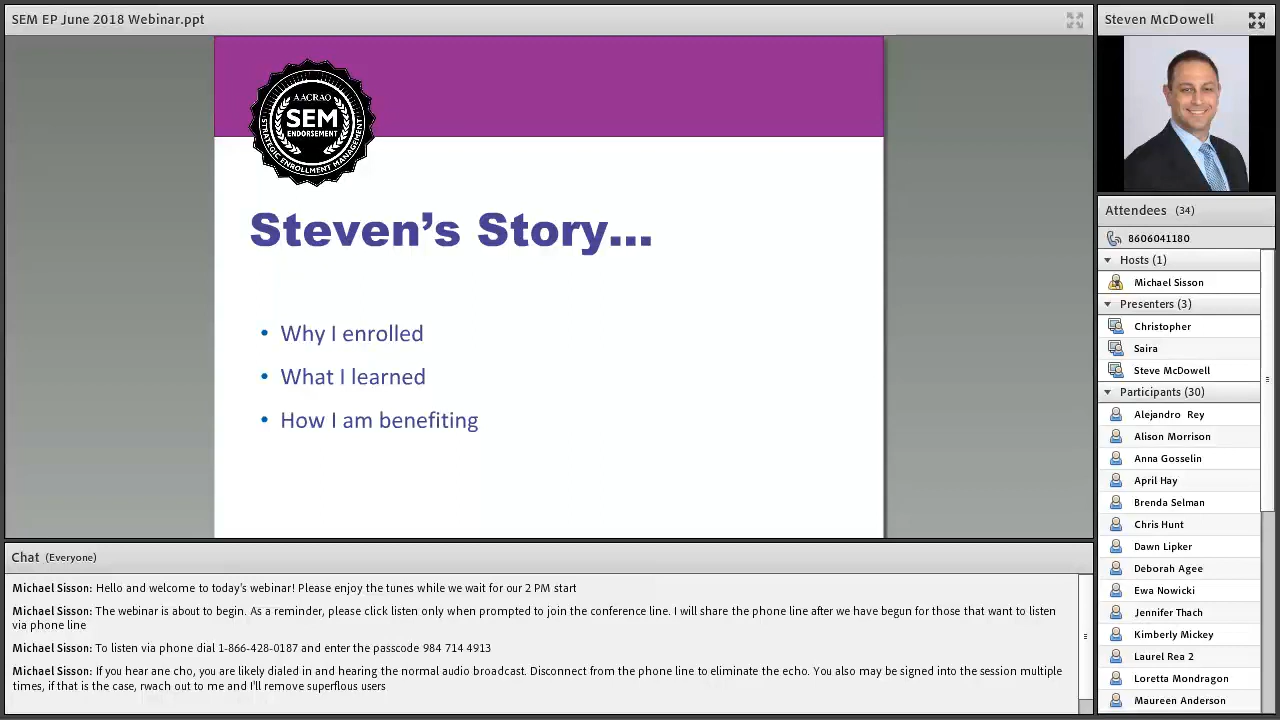 SEM EP June 2018 Webinar.ppt
AACRAO
SEM
ENDORSEMENT
STRATEGIC ENROLLMENT MANAGEMENT
Steven’s Story...
• Why I enrolled
• What I learned
• How I am benefiting
Chat (Everyone)
Michael Sisson: Hello and welcome to today's webinar! Please enjoy the tunes while we wait for our 2 PM start
Michael Sisson: The webinar is about to begin. As a reminder, please click listen only when prompted to join the conference line. I will share the phone line after we have begun for those that want to listen
via phone line
Michael Sisson: To listen via phone dial 1-866-428-0187 and enter the passcode 984 714 4913
Michael Sisson: If you hear ane cho, you are likely dialed in and hearing the normal audio broadcast. Disconnect from the phone line to eliminate the echo. You also may be signed into the session multiple
times, if that is the case, rwach out to me and I'll remove superflous users
Steven McDowell
Attendees (34)
8606041180
Hosts (1)
Michael Sisson
Presenters (3)
Christopher
Saira
Steve McDowell
Participants (30)
Alejandro Rey
Alison Morrison
Anna Gosselin
April Hay
Brenda Selman
Chris Hunt
Dawn Lipker
Deborah Agee
Ewa Nowicki
Jennifer Thach
Kimberly Mickey
Laurel Rea 2
Loretta Mondragon
Maureen Anderson